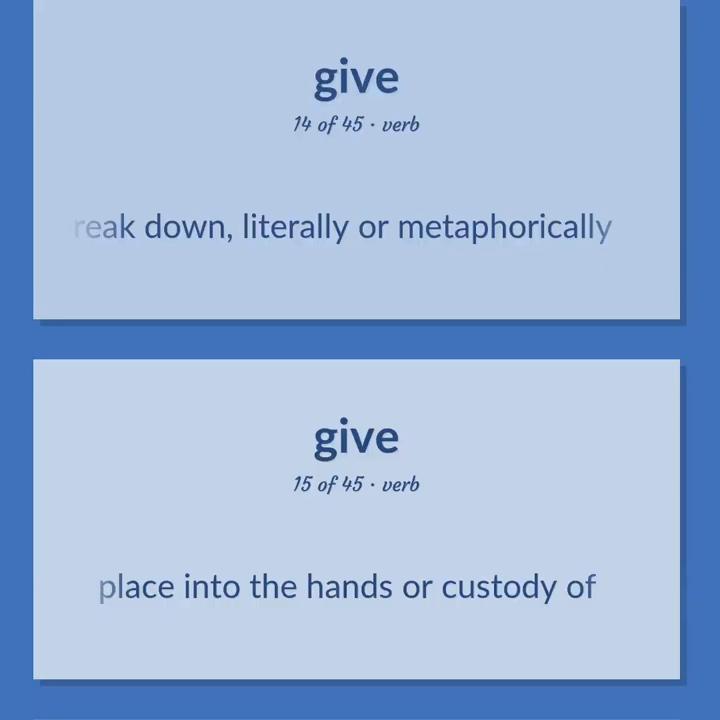 give
14 of 45 · verb
reak down, literally or metaphorically
give
15 of 45 · verb
place into the hands or custody of